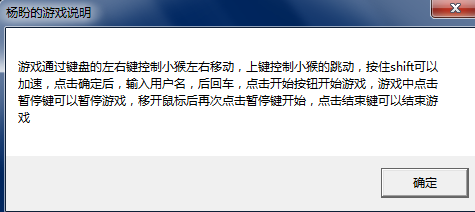 杨盼的游戏说明
游戏通过键盘的左右键控制小猴左右移动，上键控制小猴的跳动，按住shift可以
加速，点击确定后，输入用户名，后回车，点击开始按钮开始游戏，游戏中点击
暂停键可以暂停游戏，移开鼠标后再次点击暂停键开始，点击结束键可以结束游
戏
确定